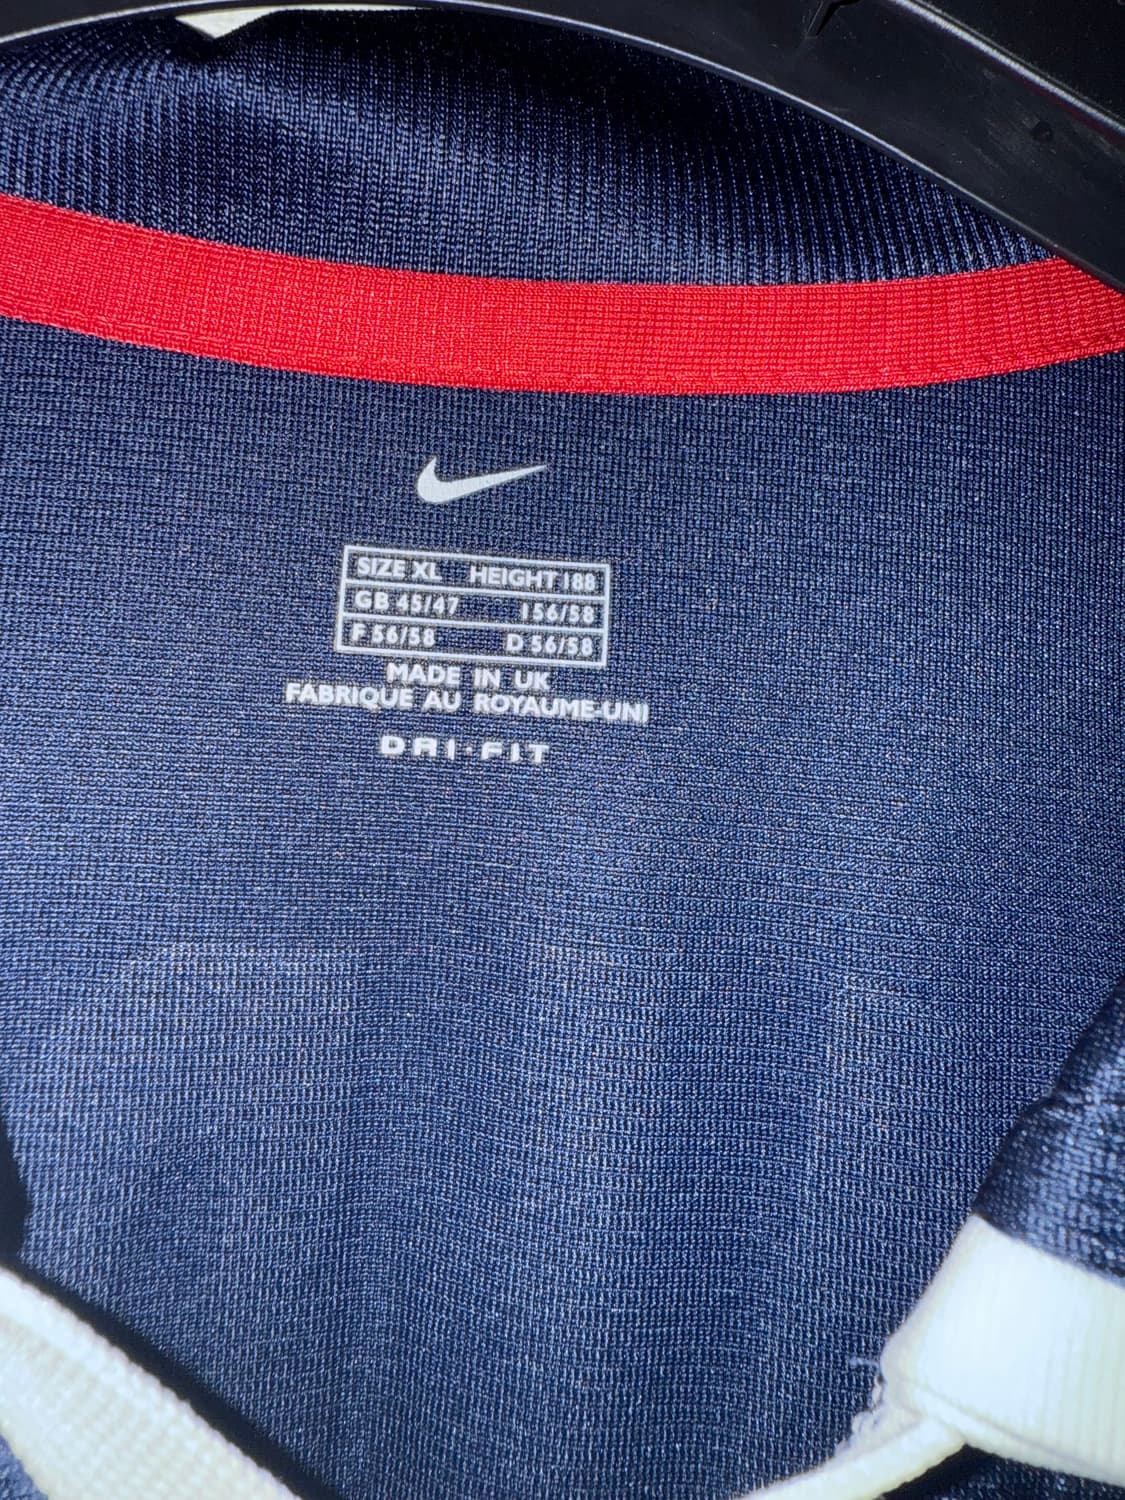 SIZE XL HEIGHT 188
GB 45/47 I 56/58
F 56/58 D 56/58
MADE IN UK
FABRIQUE AU ROYAUME-UNI
DRI·FIT